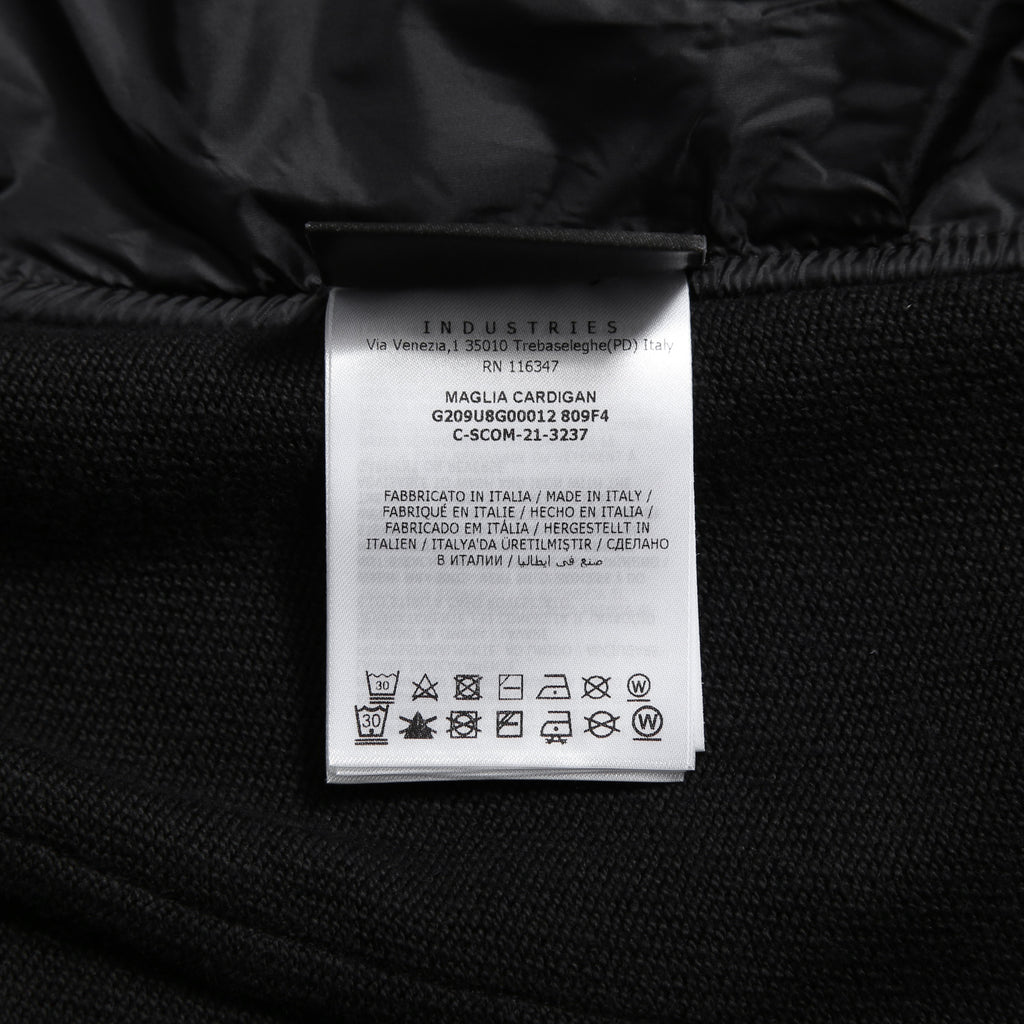 INDUSTRIES
Via Venezia,1 35010 Trebaseleghe(PD) Italy
RN 116347
MAGLIA CARDIGAN
G209U8G00012 809F4
C-SCOM-21-3237
FABBRICATO IN ITALIA / MADE IN ITALY /
FABRIQUÉ EN ITALIE / HECHO EN ITALIA /
FABRICADO EM ITÁLIA / HERGESTELLT IN
ITALIEN / ITALYA'DA ÜRETILMIŞTIR / СДЕЛАНО
В ИТАЛИИ / صنع في ايطاليا
30 W
30 W